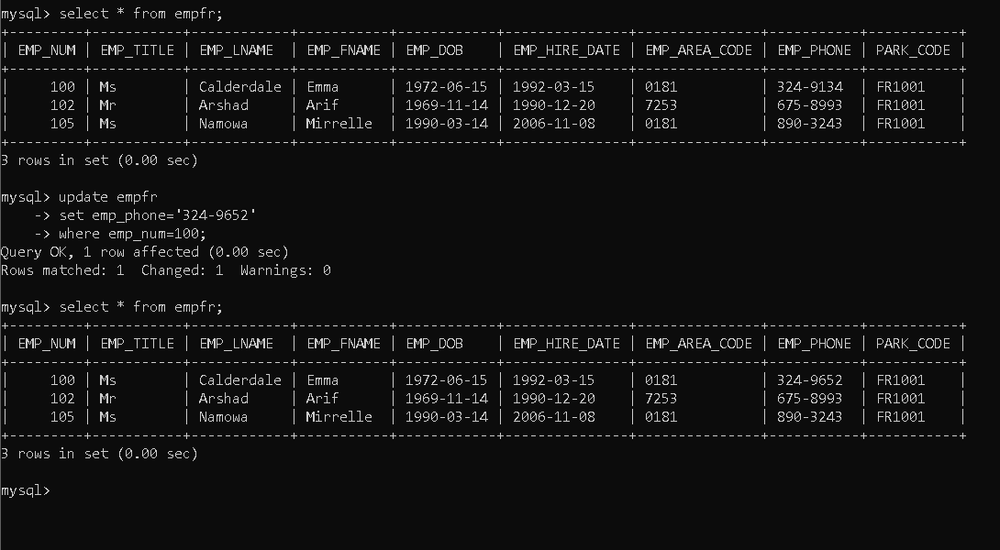 mysql> select * from empfr;
+---------+-----------+------------+----------+------------+---------------+---------------+-----------+-----------+
| EMP_NUM | EMP_TITLE | EMP_LNAME  | EMP_FNAME | EMP_DOB    | EMP_HIRE_DATE | EMP_AREA_CODE | EMP_PHONE | PARK_CODE |
+---------+-----------+------------+-----------+------------+---------------+---------------+-----------+-----------+
|     100 | Ms        | Calderdale | Emma      | 1972-06-15 | 1992-03-15    | 0181          | 324-9134  | FR1001    |
|     102 | Mr        | Arshad     | Arif      | 1969-11-14 | 1990-12-20    | 7253          | 675-8993  | FR1001    |
|     105 | Ms        | Namowa     | Mirrelle  | 1990-03-14 | 2006-11-08    | 0181          | 890-3243  | FR1001    |
+---------+-----------+------------+-----------+------------+---------------+---------------+-----------+-----------+
3 rows in set (0.00 sec)
mysql> update empfr
    -> set emp_phone='324-9652'
    -> where emp_num=100;
Query OK, 1 row affected (0.00 sec)
Rows matched: 1  Changed: 1  Warnings: 0
mysql> select * from empfr;
+---------+-----------+------------+-----------+------------+---------------+---------------+-----------+-----------+
| EMP_NUM | EMP_TITLE | EMP_LNAME  | EMP_FNAME | EMP_DOB    | EMP_HIRE_DATE | EMP_AREA_CODE | EMP_PHONE | PARK_CODE |
+---------+-----------+------------+-----------+------------+---------------+---------------+-----------+-----------+
|     100 | Ms        | Calderdale | Emma      | 1972-06-15 | 1992-03-15    | 0181          | 324-9652  | FR1001    |
|     102 | Mr        | Arshad     | Arif      | 1969-11-14 | 1990-12-20    | 7253          | 675-8993  | FR1001    |
|     105 | Ms        | Namowa     | Mirrelle  | 1990-03-14 | 2006-11-08    | 0181          | 890-3243  | FR1001    |
+---------+-----------+------------+-----------+------------+---------------+---------------+-----------+-----------+
3 rows in set (0.00 sec)
mysql>